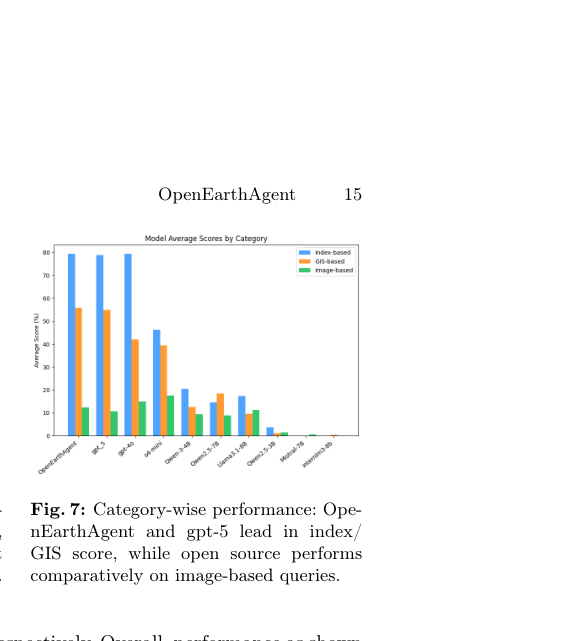 OpenEarthAgent 15
Model Average Scores by Category
Index-based
GIS-based
Image-based
Average Score (%)
80
70
60
50
40
30
20
10
0
OpenEarthAgent
gpt_5
gpt-4o
o4-mini
Qwen-3-4B
Qwen2.5-7B
Llama3.1-8B
Qwen2.5-3B
Mistral-7B
Internlm3-8b
Fig. 7: Category-wise performance: Ope-
nEarthAgent and gpt-5 lead in index/
GIS score, while open source performs
comparatively on image-based queries.